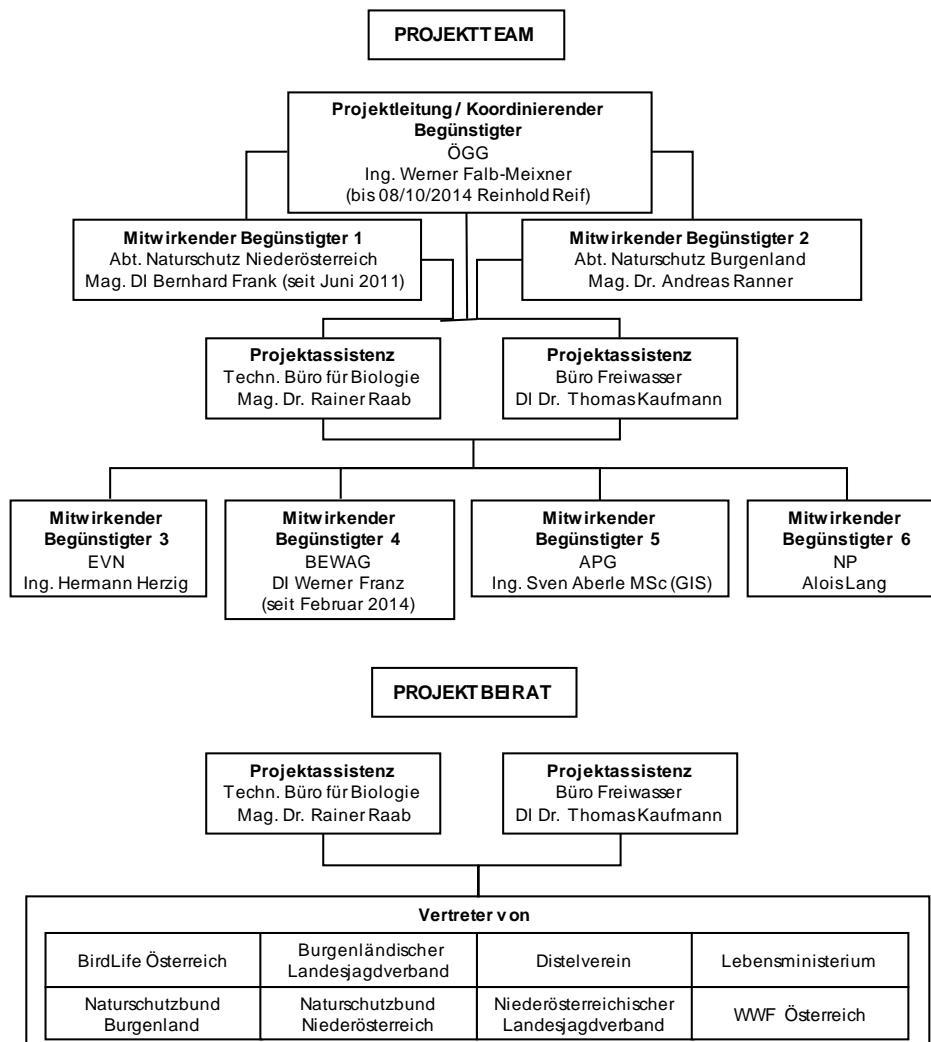 PROJEKTTEAM
Projektleitung / Koordinierender
Begünstigter
ÖGG
Ing. Werner Falb-Meixner
(bis 08/10/2014 Reinhold Reif)
Mitwirkender Begünstigter 1
Abt. Naturschutz Niederösterreich
Mag. DI Bernhard Frank (seit Juni 2011)
Mitwirkender Begünstigter 2
Abt. Naturschutz Burgenland
Mag. Dr. Andreas Ranner
Projektassistenz
Techn. Büro für Biologie
Mag. Dr. Rainer Raab
Projektassistenz
Büro Freiwasser
DI Dr. Thomas Kaufmann
Mitwirkender
Begünstigter 3
EVN
Ing. Hermann Herzig
Mitwirkender
Begünstigter 4
BEWAG
DI Werner Franz
(seit Februar 2014)
Mitwirkender
Begünstigter 5
APG
Ing. Sven Aberle MSc (GIS)
Mitwirkender
Begünstigter 6
NP
Alois Lang
PROJEKTBEIRAT
Projektassistenz
Techn. Büro für Biologie
Mag. Dr. Rainer Raab
Projektassistenz
Büro Freiwasser
DI Dr. Thomas Kaufmann
Vertreter von
BirdLife Österreich
Burgenländischer
Landesjagdverband
Distelverein
Lebensministerium
Naturschutzbund
Burgenland
Naturschutzbund
Niederösterreich
Niederösterreichischer
Landesjagdverband
WWF Österreich